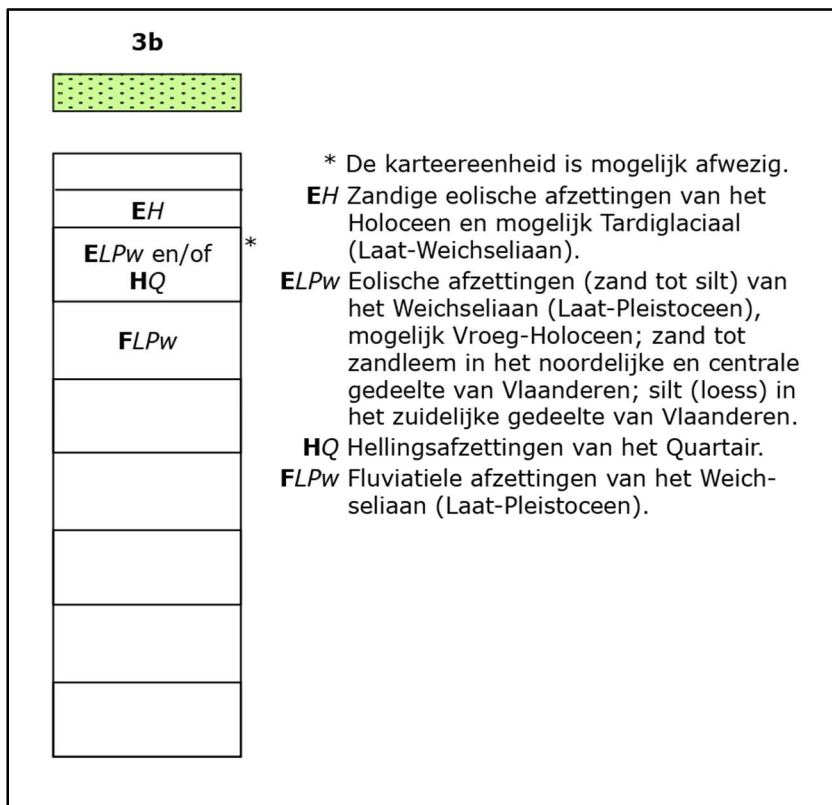 3b
EH
ELPw en/of
HQ
*
FLPw
* De karteereenheid is mogelijk afwezig.
EH Zandige eolische afzettingen van het
Holoceen en mogelijk Tardiglaciaal
(Laat-Weichseliaan).
ELPw Eolische afzettingen (zand tot silt) van
het Weichseliaan (Laat-Pleistoceen),
mogelijk Vroeg-Holoceen; zand tot
zandleem in het noordelijke en centrale
gedeelte van Vlaanderen; silt (loess) in
het zuidelijke gedeelte van Vlaanderen.
HQ Hellingsafzettingen van het Quartair.
FLPw Fluviatiele afzettingen van het Weich-
seliaan (Laat-Pleistoceen).